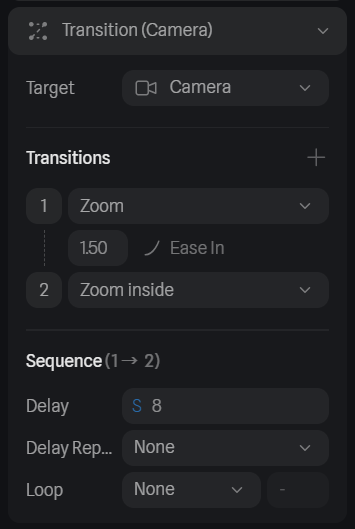 Transition (Camera)
Target
Camera
Transitions
1
Zoom
1.50
Ease In
2
Zoom inside
Sequence (1→ 2)
Delay
S 8
Delay Rep...
None
Loop
None
-